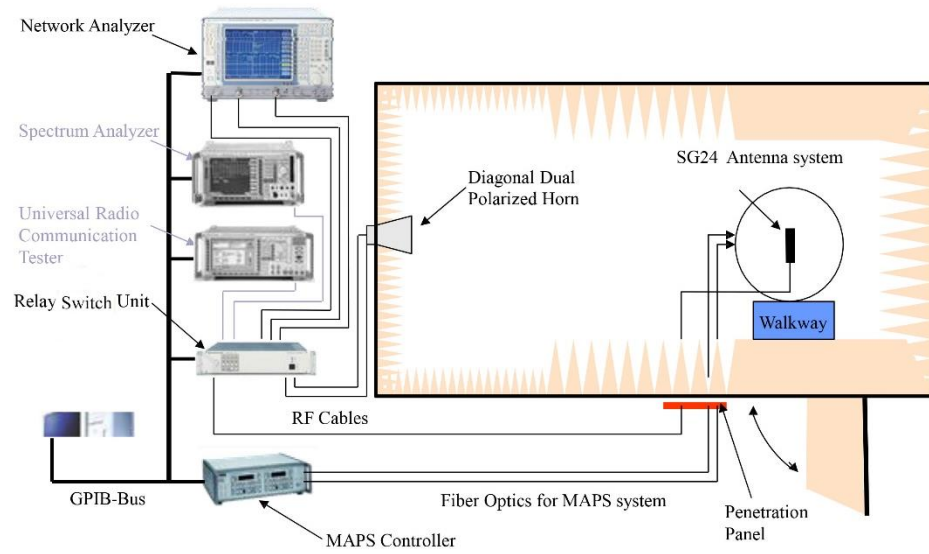 Network Analyzer
Spectrum Analyzer
Universal Radio
Communication
Tester
Relay Switch Unit
Diagonal Dual
Polarized Horn
SG24 Antenna system
Walkway
RF Cables
GPIB-Bus
Fiber Optics for MAPS system
Penetration
Panel
MAPS Controller